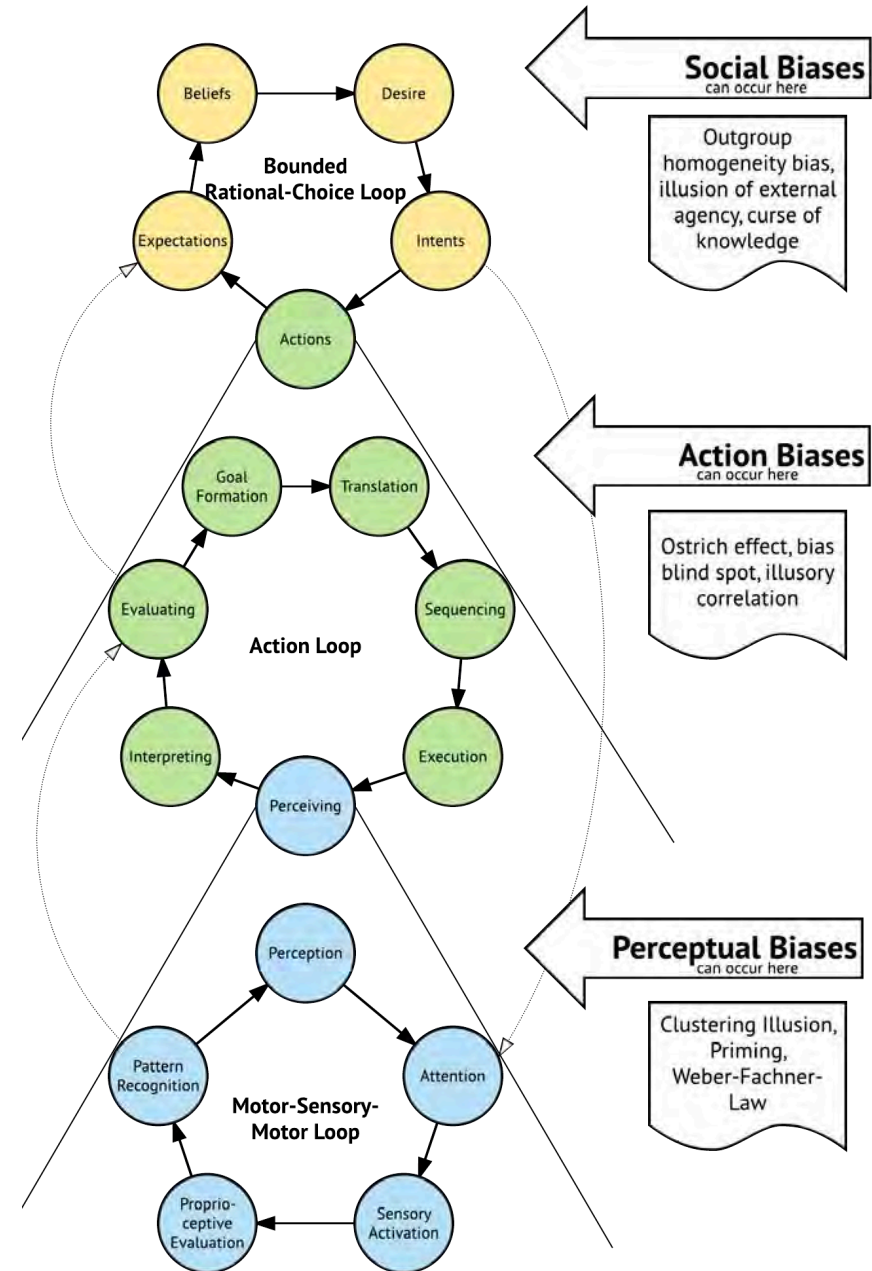 Social Biases
can occur here
Beliefs
Desire
Outgroup
homogeneity bias,
illusion of external
agency, curse of
knowledge
Bounded
Rational-Choice Loop
Expectations
Intents
Actions
Action Biases
can occur here
Goal
Formation
Translation
Ostrich effect, bias
blind spot, illusory
correlation
Evaluating
Sequencing
Action Loop
Interpreting
Execution
Perceiving
Perceptual Biases
can occur here
Perception
Clustering Illusion,
Priming,
Weber-Fachner-
Law
Pattern
Recognition
Attention
Motor-Sensory-
Motor Loop
Proprio-
ceptive
Evaluation
Sensory
Activation